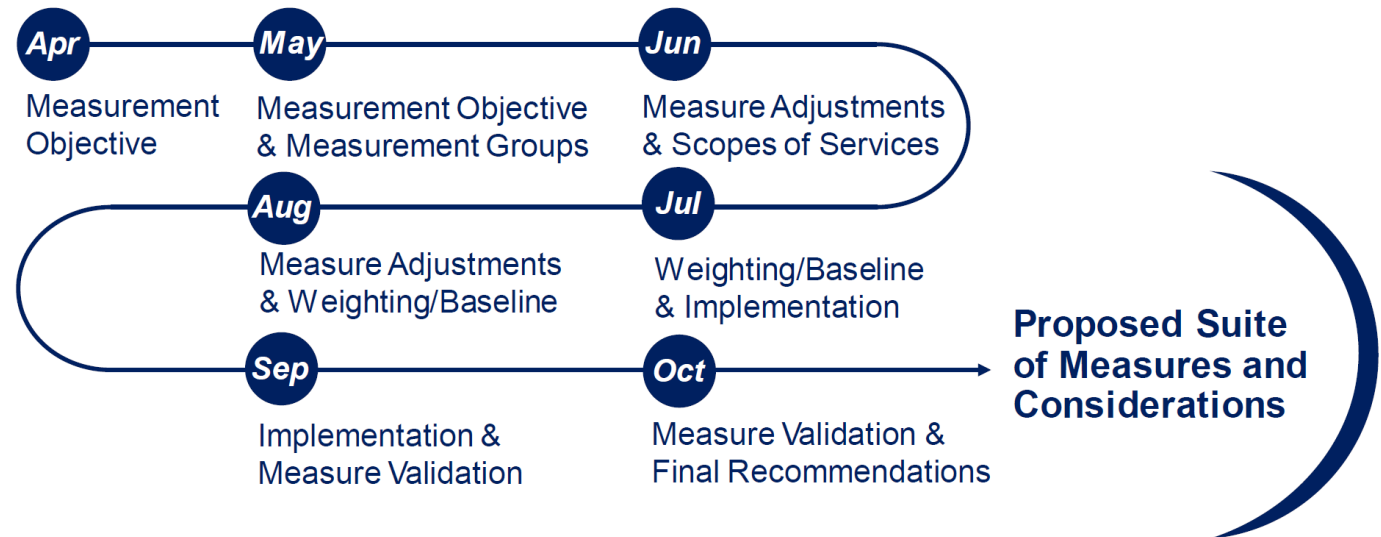 Apr
Measurement
Objective
May
Measurement Objective
& Measurement Groups
Jun
Measure Adjustments
& Scopes of Services
Jul
Weighting/Baseline
& Implementation
Aug
Measure Adjustments
& Weighting/Baseline
Sep
Implementation &
Measure Validation
Oct
Measure Validation &
Final Recommendations
Proposed Suite
of Measures and
Considerations